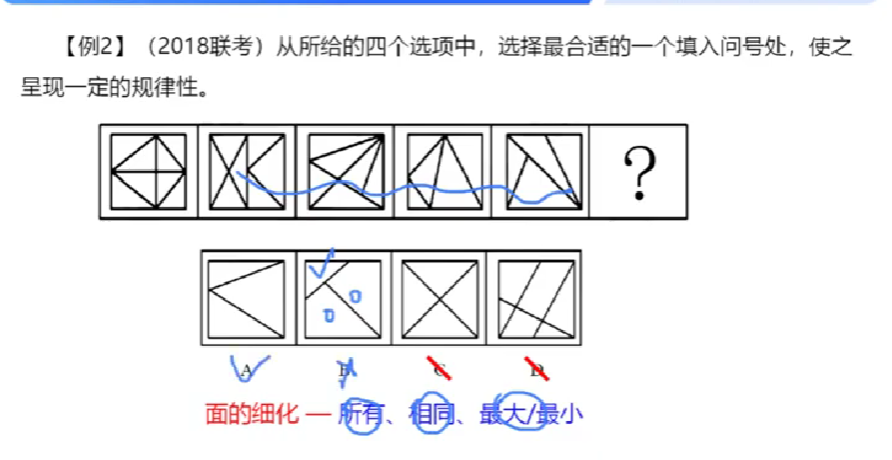 【例2】(2018联考)从所给的四个选项中,选择最合适的一个填入问号处,使之
呈现一定的规律性。
?
A B C D
面的细化 — 所有、相同、最大/最小